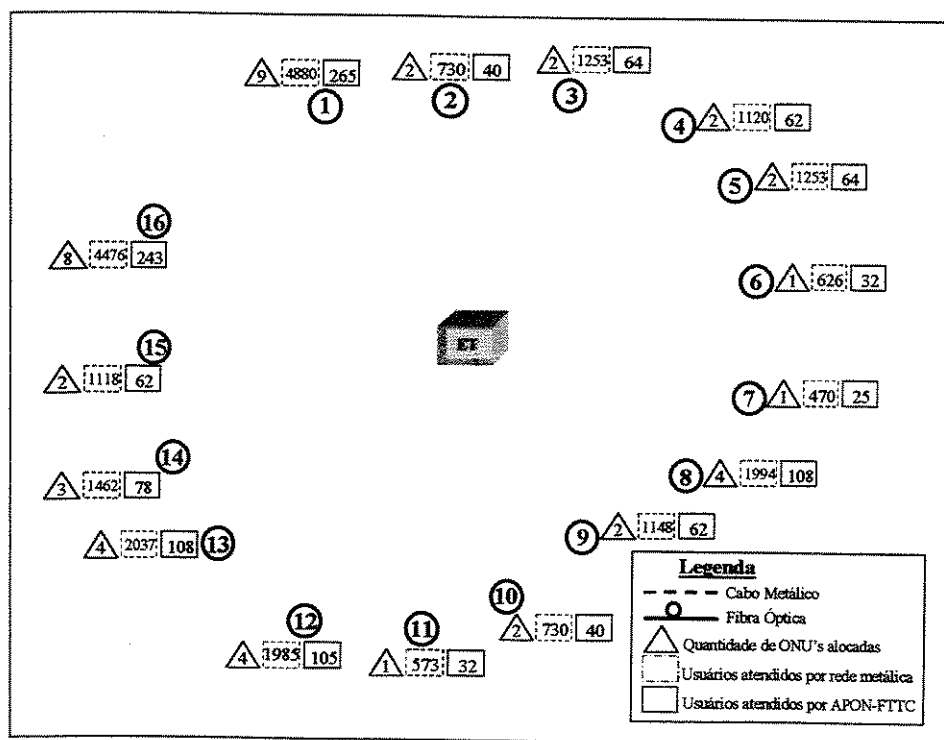 9 4880 265
1
2 730 40
2
2 1253 64
3
4 2 1120 62
5 2 1253 64
16
8 4476 243
6 1 626 32
ET
15
2 1118 62
7 1 470 25
14
3 1462 78
8 4 1994 108
4 2037 108 13
9 2 1148 62
10
2 730 40
12
4 1985 105
11
1 573 32
Legenda
Cabo Metálico
Fibra Óptica
Quantidade de ONU's alocadas
Usuários atendidos por rede metálica
Usuários atendidos por APON-FTTC